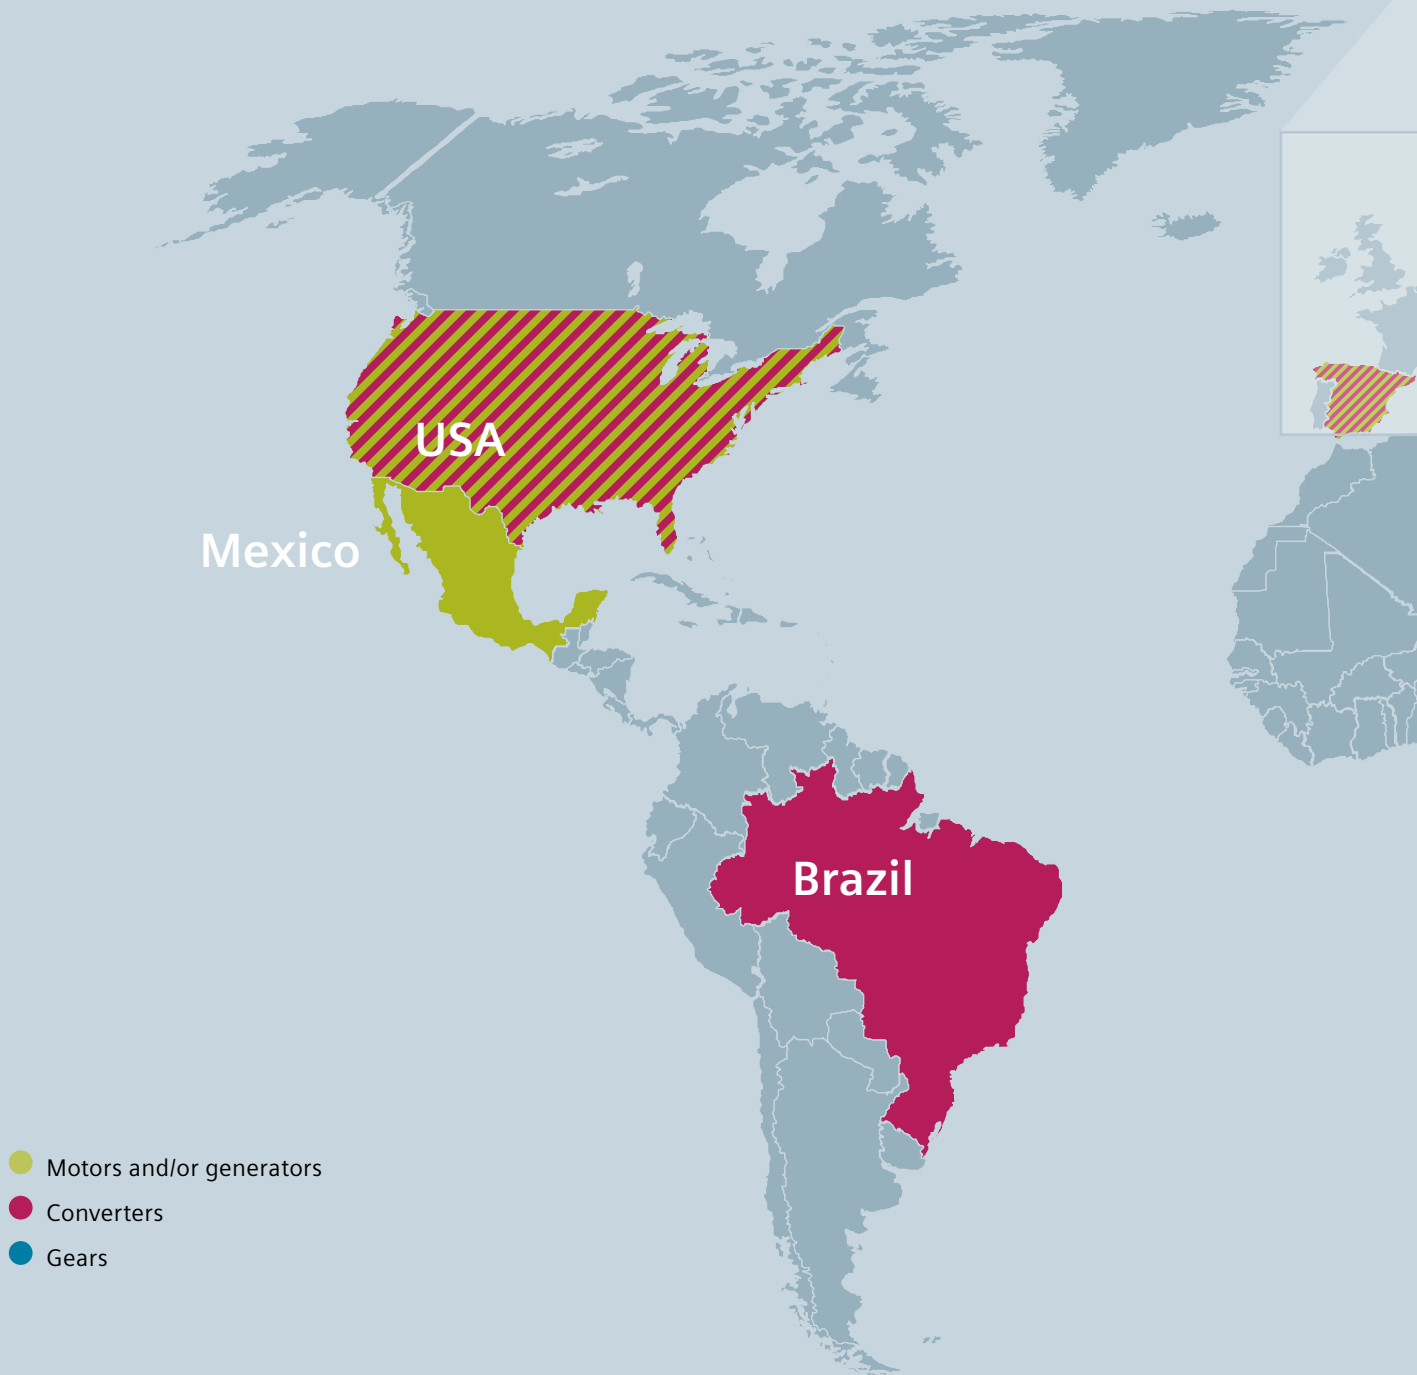 USA
Mexico
Brazil
Motors and/or generators
Converters
Gears